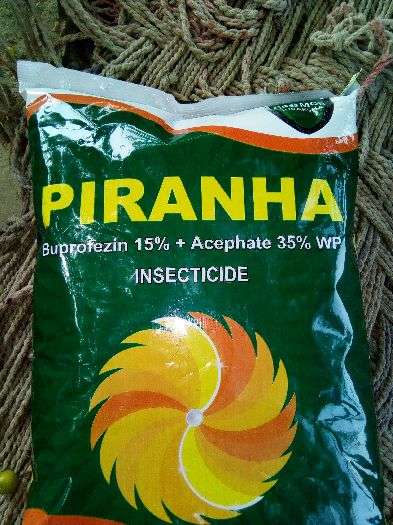 PIRANHA
Buprofezin 15% + Acephate 35% WP
INSECTICIDE